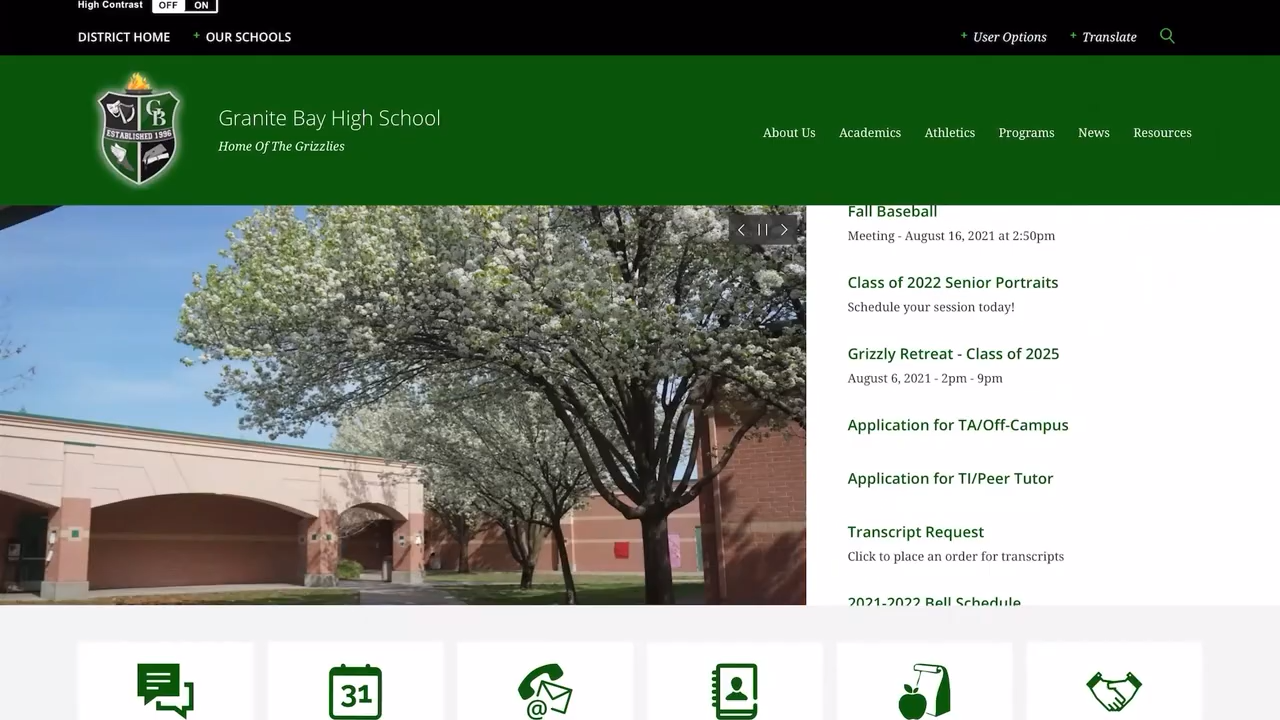 High Contrast OFF ON
DISTRICT HOME + OUR SCHOOLS + User Options + Translate
GB
ESTABLISHED 1996
Granite Bay High School
Home Of The Grizzlies
About Us Academics Athletics Programs News Resources
Fall Baseball
Meeting - August 16, 2021 at 2:50pm
Class of 2022 Senior Portraits
Schedule your session today!
Grizzly Retreat - Class of 2025
August 6, 2021 - 2pm - 9pm
Application for TA/Off-Campus
Application for TI/Peer Tutor
Transcript Request
Click to place an order for transcripts
2021-2022 Bell Schedule
31
@